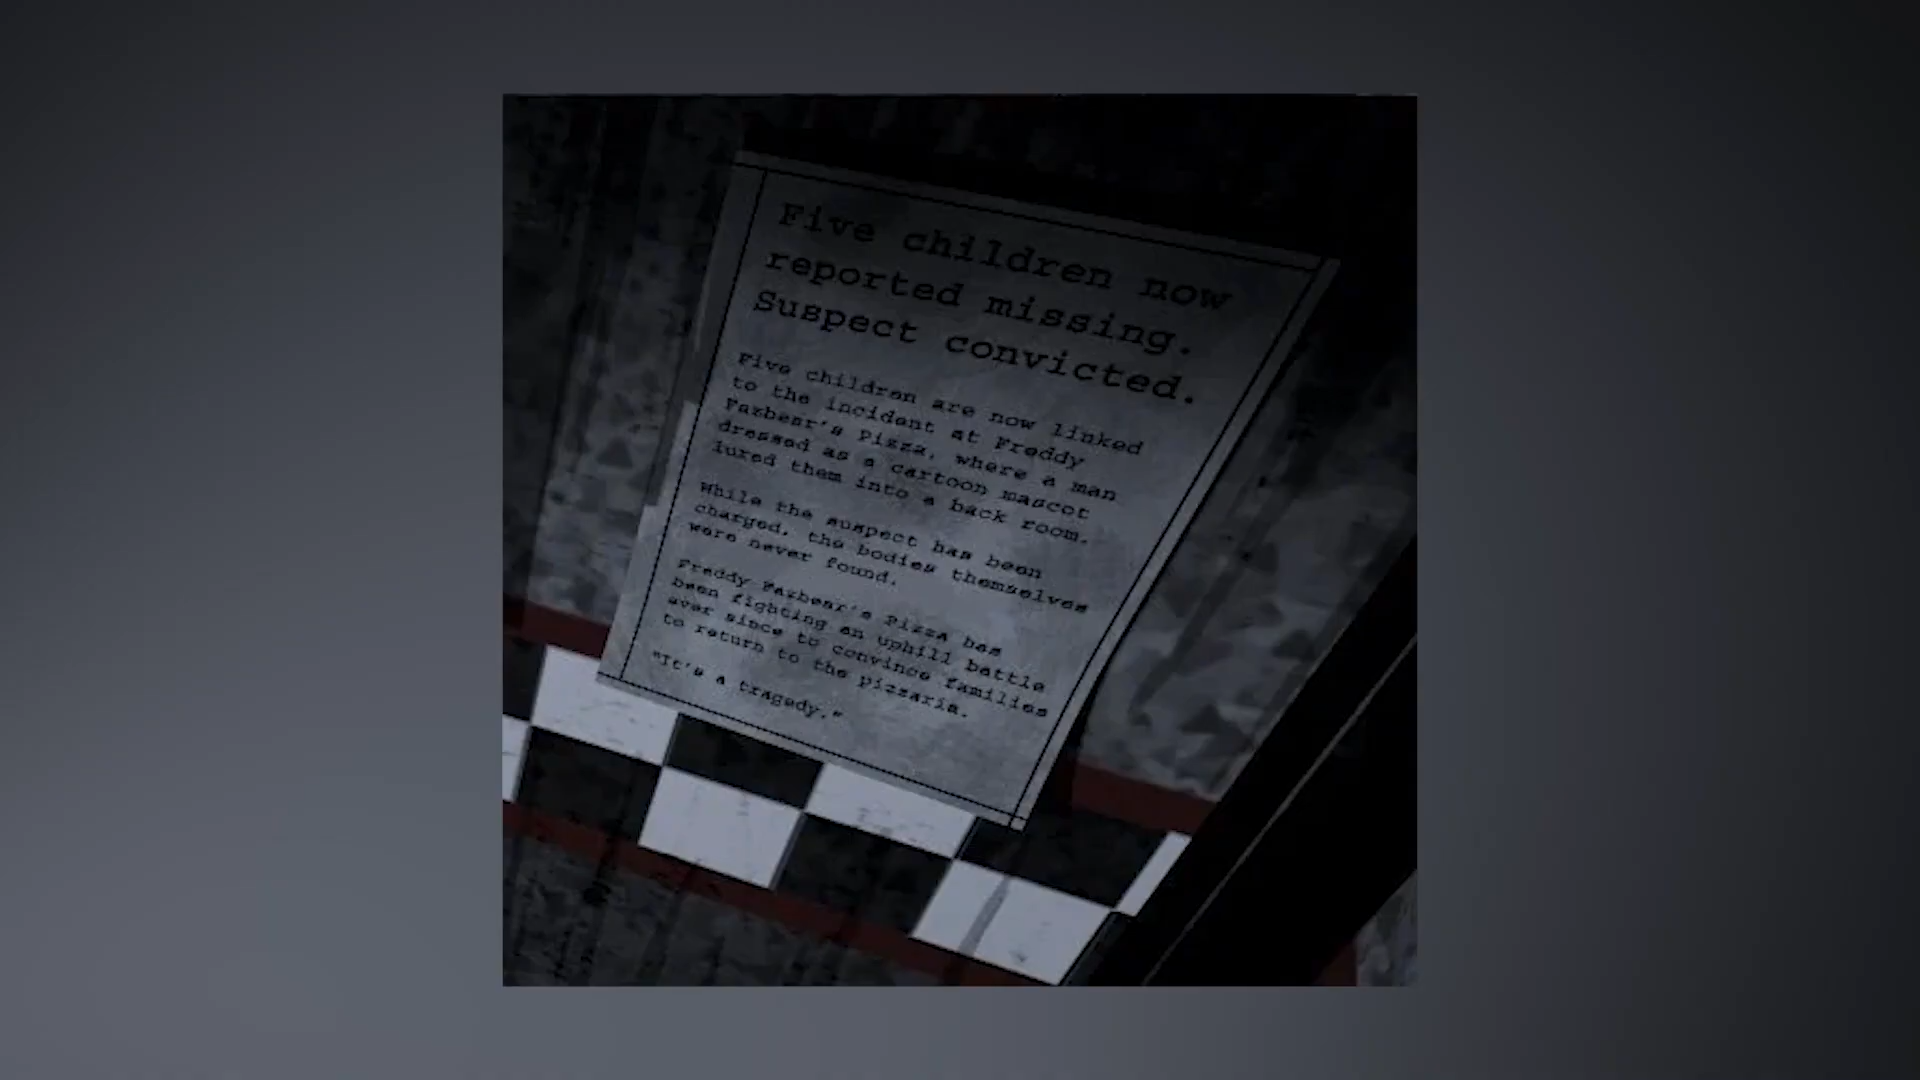 Five children now
reported missing.
Suspect convicted.
Five children are now linked
to the incident at Freddy
Fazbear's Pizza, where a man
dressed as a cartoon mascot
lured them into a back room.
While the suspect has been
charged, the bodies themselves
were never found.
Freddy Fazbear's Pizza has
been fighting an uphill battle
ever since to convince families
to return to the pizzaria.
"It's a tragedy."